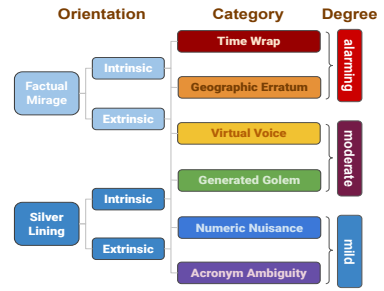 Orientation Category Degree
Time Wrap
Intrinsic
Factual
Mirage
Geographic Erratum
alarming
Extrinsic
Virtual Voice
Generated Golem
moderate
Intrinsic
Silver
Lining
Numeric Nuisance
Extrinsic
Acronym Ambiguity
mild